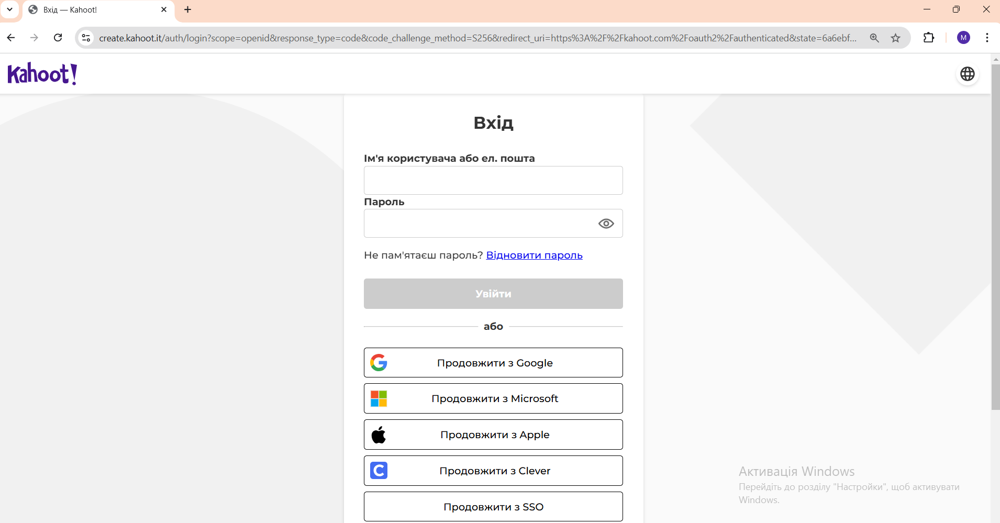 Вхід — Kahoot!
create.kahoot.it/auth/login?scope=openid&response_type=code&code_challenge_method=S256&redirect_uri=https%3A%2F%2Fkahoot.com%2Foauth2%2Fauthenticated&state=6a6ebf...
M
Kahoot!
Вхід
Ім'я користувача або ел. пошта
Пароль
Не пам'ятаєш пароль? Відновити пароль
Увійти
або
Продовжити з Google
Продовжити з Microsoft
Продовжити з Apple
C Продовжити з Clever
Продовжити з SSO
Активація Windows
Перейдіть до розділу "Настройки", щоб активувати
Windows.